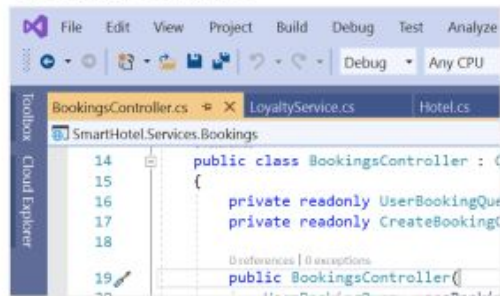 File Edit View Project Build Debug Test Analyze
Debug Any CPU
Toolbox
Cloud Explorer
BookingsController.cs LoyaltyService.cs Hotel.cs
SmartHotel.Services.Bookings
14 public class BookingsController :
15 {
16 private readonly UserBookingQue
17 private readonly CreateBookingQ
18
0 references | 0 exceptions
19 public BookingsController(